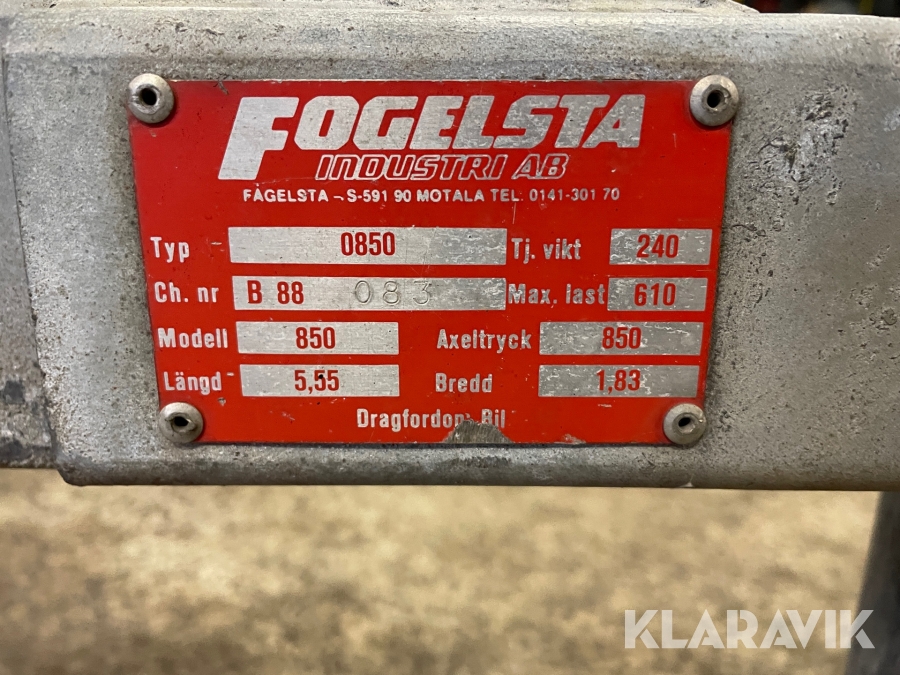 FOGELSTA
INDUSTRI AB
FÅGELSTA - S-591 90 MOTALA TEL. 0141-301 70
Typ 0850 Tj. vikt 240
Ch. nr B 88 083 Max. last 610
Modell 850 Axeltryck 850
Längd 5,55 Bredd 1,83
Dragfordon: Bil
KLARAVIK